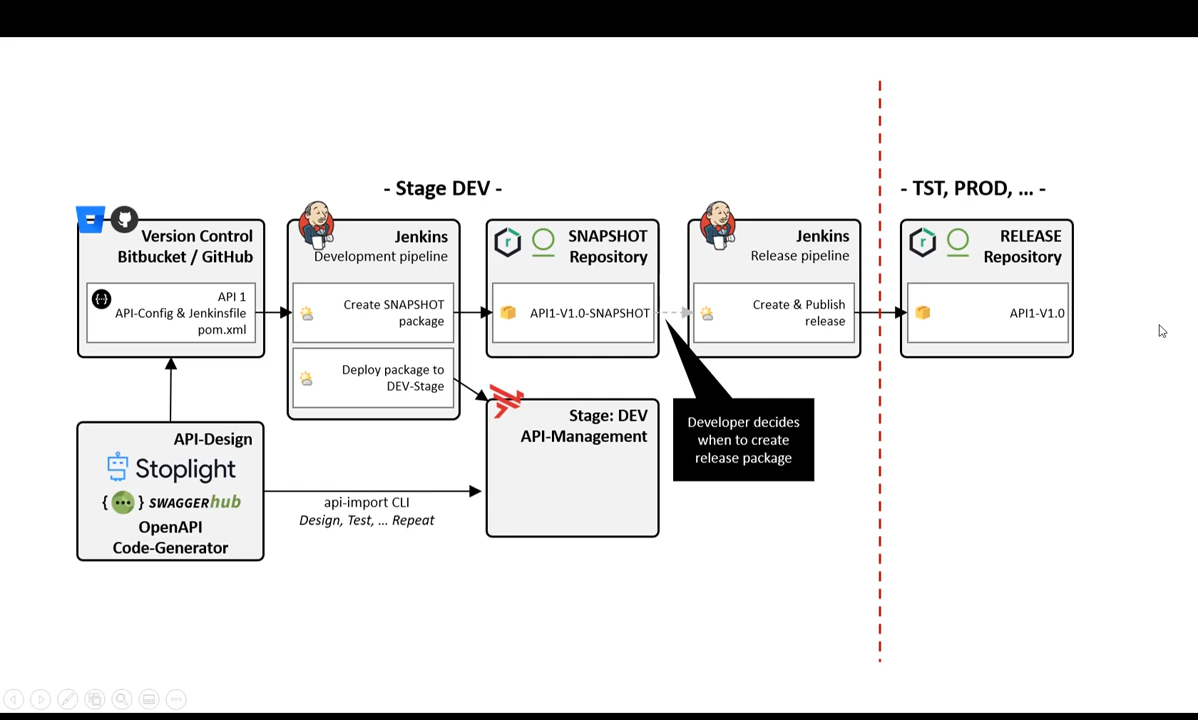 - Stage DEV -
- TST, PROD, ... -
Version Control
Bitbucket / GitHub
API 1
API-Config & Jenkinsfile
pom.xml
Jenkins
Development pipeline
Create SNAPSHOT
package
Deploy package to
DEV-Stage
SNAPSHOT
Repository
API1-V1.0-SNAPSHOT
Jenkins
Release pipeline
Create & Publish
release
RELEASE
Repository
API1-V1.0
Developer decides
when to create
release package
Stage: DEV
API-Management
API-Design
Stoplight
{ ... } SWAGGERhub
OpenAPI
Code-Generator
api-import CLI
Design, Test, ... Repeat